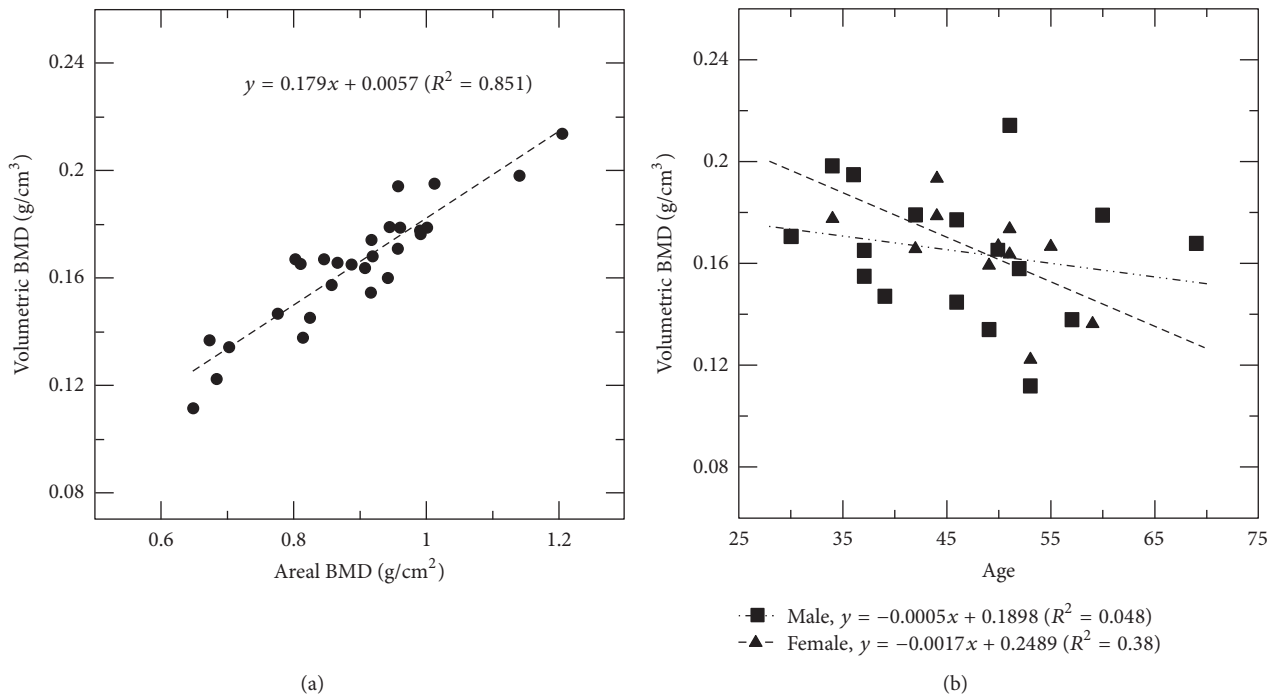 0.24
0.2
0.16
0.12
0.08
Volumetric BMD (g/cm³)
y = 0.179x + 0.0057 (R² = 0.851)
0.6 0.8 1 1.2
Areal BMD (g/cm²)
(a)
0.24
0.2
0.16
0.12
0.08
Volumetric BMD (g/cm³)
25 35 45 55 65 75
Age
Male, y = −0.0005x + 0.1898 (R² = 0.048)
Female, y = −0.0017x + 0.2489 (R² = 0.38)
(b)